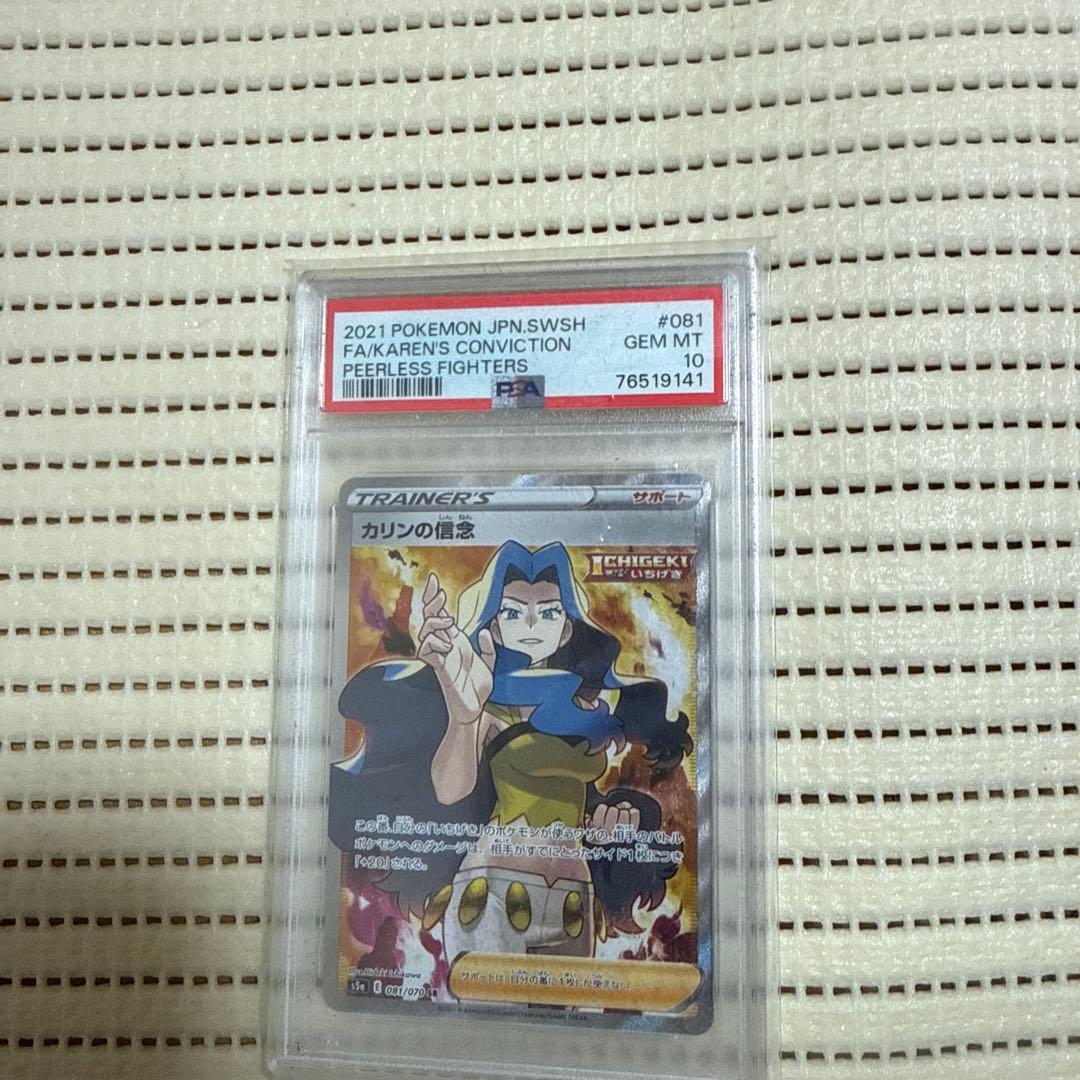 2021 POKEMON JPN.SWSH #081
FA/KAREN'S CONVICTION GEM MT
PEERLESS FIGHTERS 10
PSA 76519141
TRAINER'S サポート
カリンの信念
ICHIGEKI
いちげき
この番、自分の「いちげき」のポケモンが使うワザの、相手のバトル
ポケモンへのダメージは、相手がすでにとったサイド1枚につき
「+20」される。
サポートは、自分の番に1枚しか使えない。
s5a E 081/070 SR